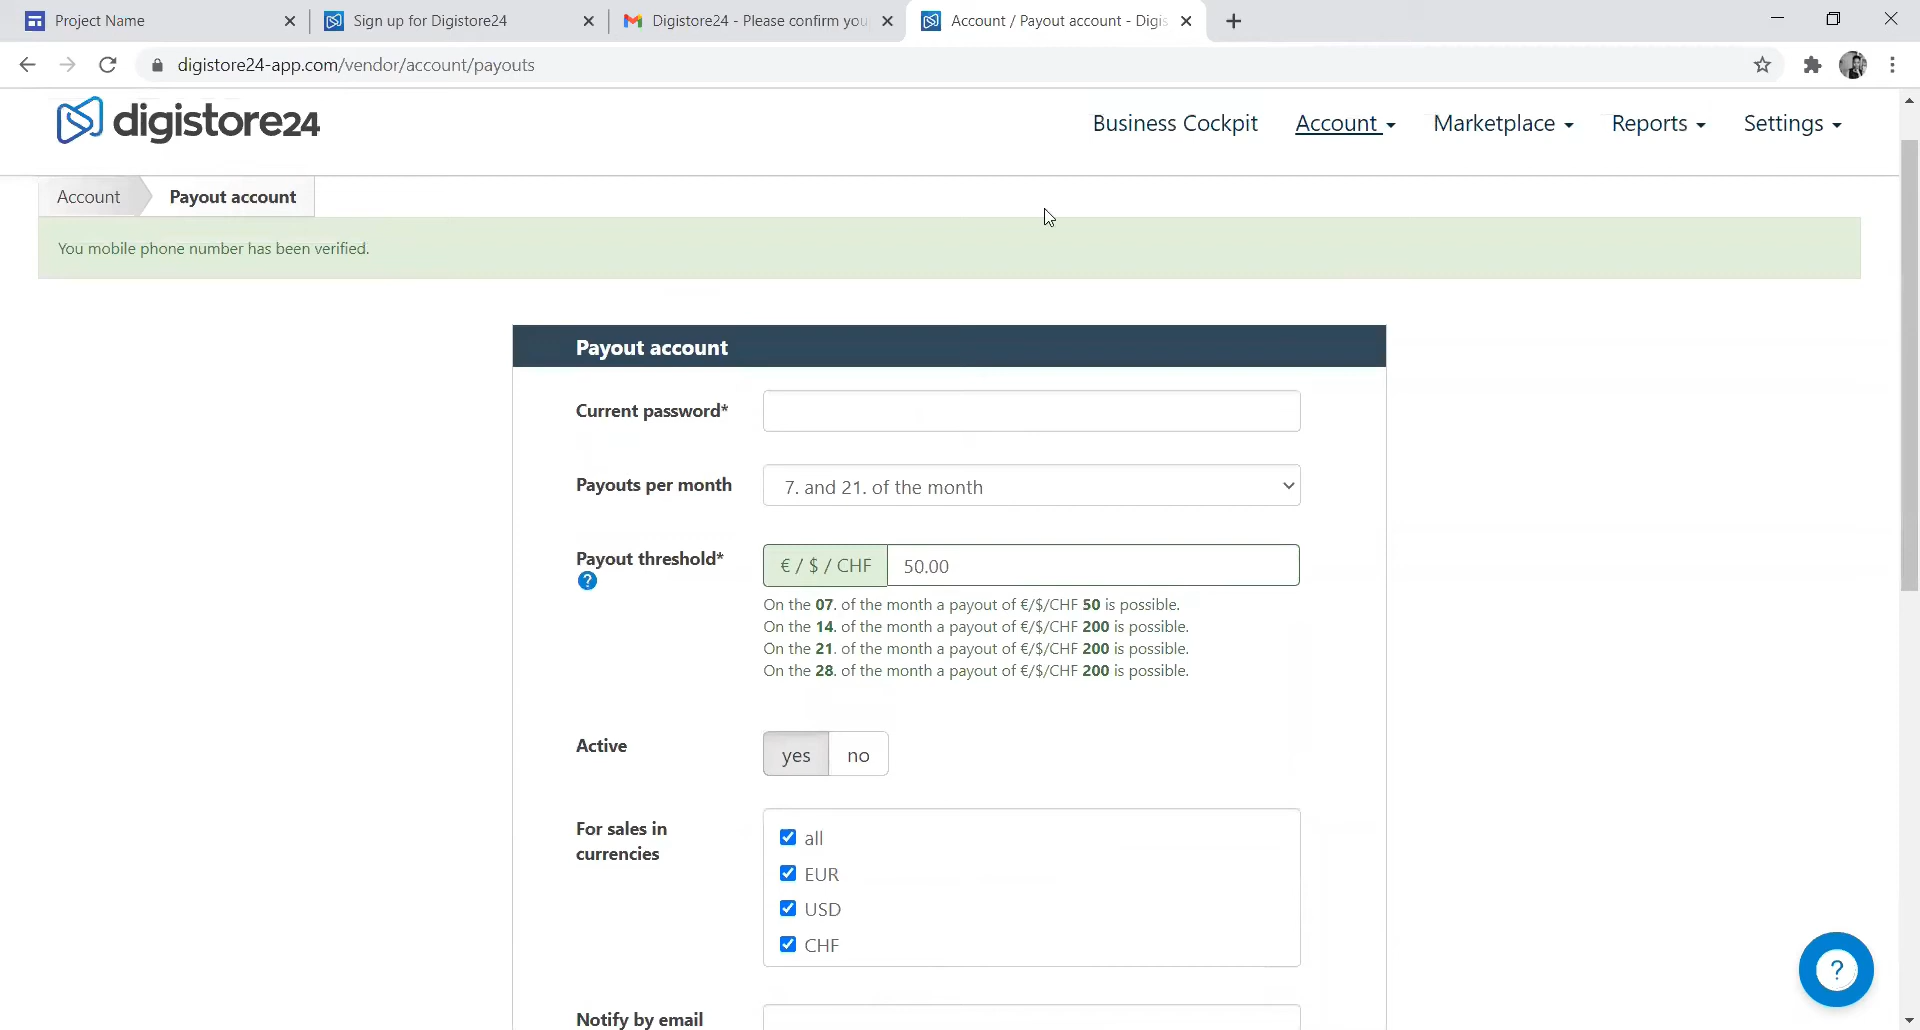 Project Name
Sign up for Digistore24
Digistore24 - Please confirm you
Account / Payout account - Digis
digistore24-app.com/vendor/account/payouts
digistore24
Business Cockpit
Account
Marketplace
Reports
Settings
Account
Payout account
You mobile phone number has been verified.
Payout account
Current password*
Payouts per month
7. and 21. of the month
Payout threshold*
?
€ / $ / CHF
50.00
On the 07. of the month a payout of €/$/CHF 50 is possible.
On the 14. of the month a payout of €/$/CHF 200 is possible.
On the 21. of the month a payout of €/$/CHF 200 is possible.
On the 28. of the month a payout of €/$/CHF 200 is possible.
Active
yes
no
For sales in
currencies
all
EUR
USD
CHF
Notify by email
?